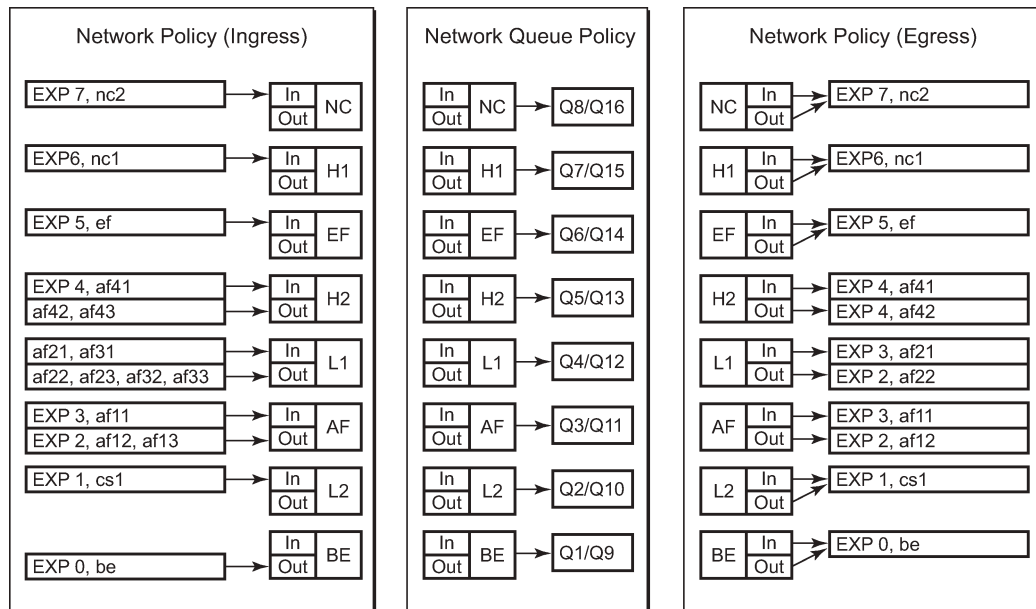 Network Policy (Ingress)
EXP 7, nc2
In
Out
NC
EXP6, nc1
In
Out
H1
EXP 5, ef
In
Out
EF
EXP 4, af41
af42, af43
In
Out
H2
af21, af31
af22, af23, af32, af33
In
Out
L1
EXP 3, af11
EXP 2, af12, af13
In
Out
AF
EXP 1, cs1
In
Out
L2
EXP 0, be
In
Out
BE
Network Queue Policy
In
Out
NC
Q8/Q16
In
Out
H1
Q7/Q15
In
Out
EF
Q6/Q14
In
Out
H2
Q5/Q13
In
Out
L1
Q4/Q12
In
Out
AF
Q3/Q11
In
Out
L2
Q2/Q10
In
Out
BE
Q1/Q9
Network Policy (Egress)
NC
In
Out
EXP 7, nc2
H1
In
Out
EXP6, nc1
EF
In
Out
EXP 5, ef
H2
In
Out
EXP 4, af41
EXP 4, af42
L1
In
Out
EXP 3, af21
EXP 2, af22
AF
In
Out
EXP 3, af11
EXP 2, af12
L2
In
Out
EXP 1, cs1
BE
In
Out
EXP 0, be